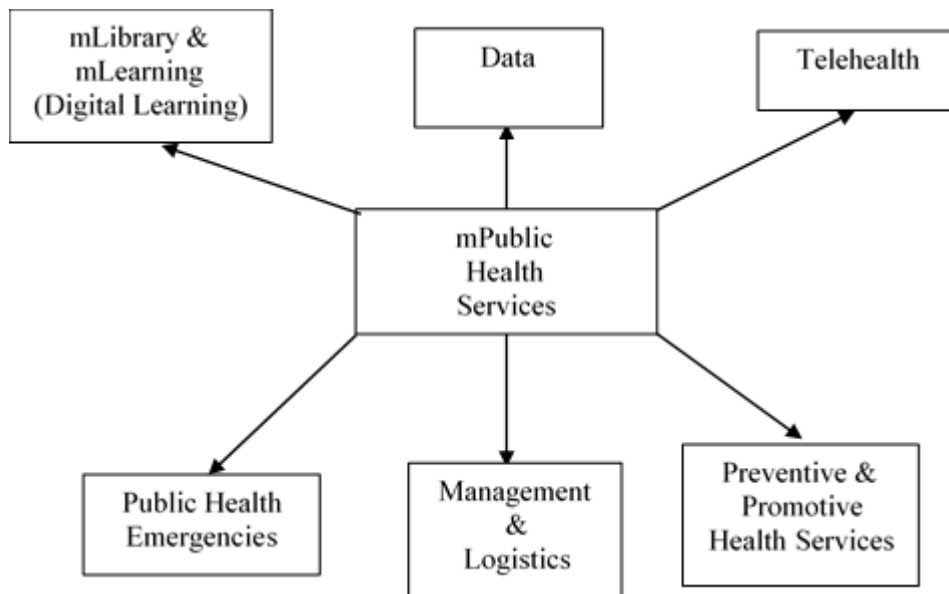 mLibrary &
mLearning
(Digital Learning)
Data
Telehealth
mPublic
Health
Services
Public Health
Emergencies
Management
&
Logistics
Preventive &
Promotive
Health Services